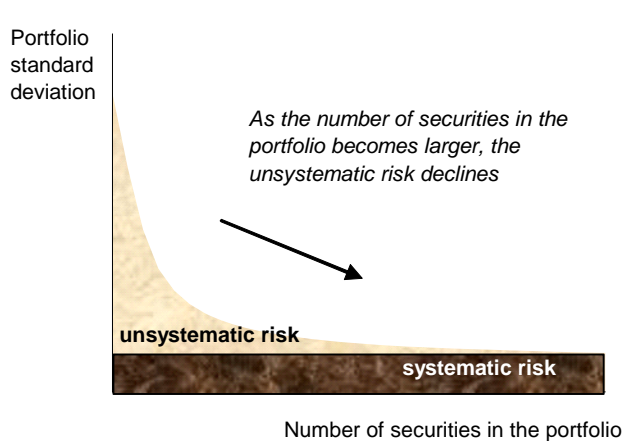 Portfolio
standard
deviation
As the number of securities in the
portfolio becomes larger, the
unsystematic risk declines
unsystematic risk
systematic risk
Number of securities in the portfolio